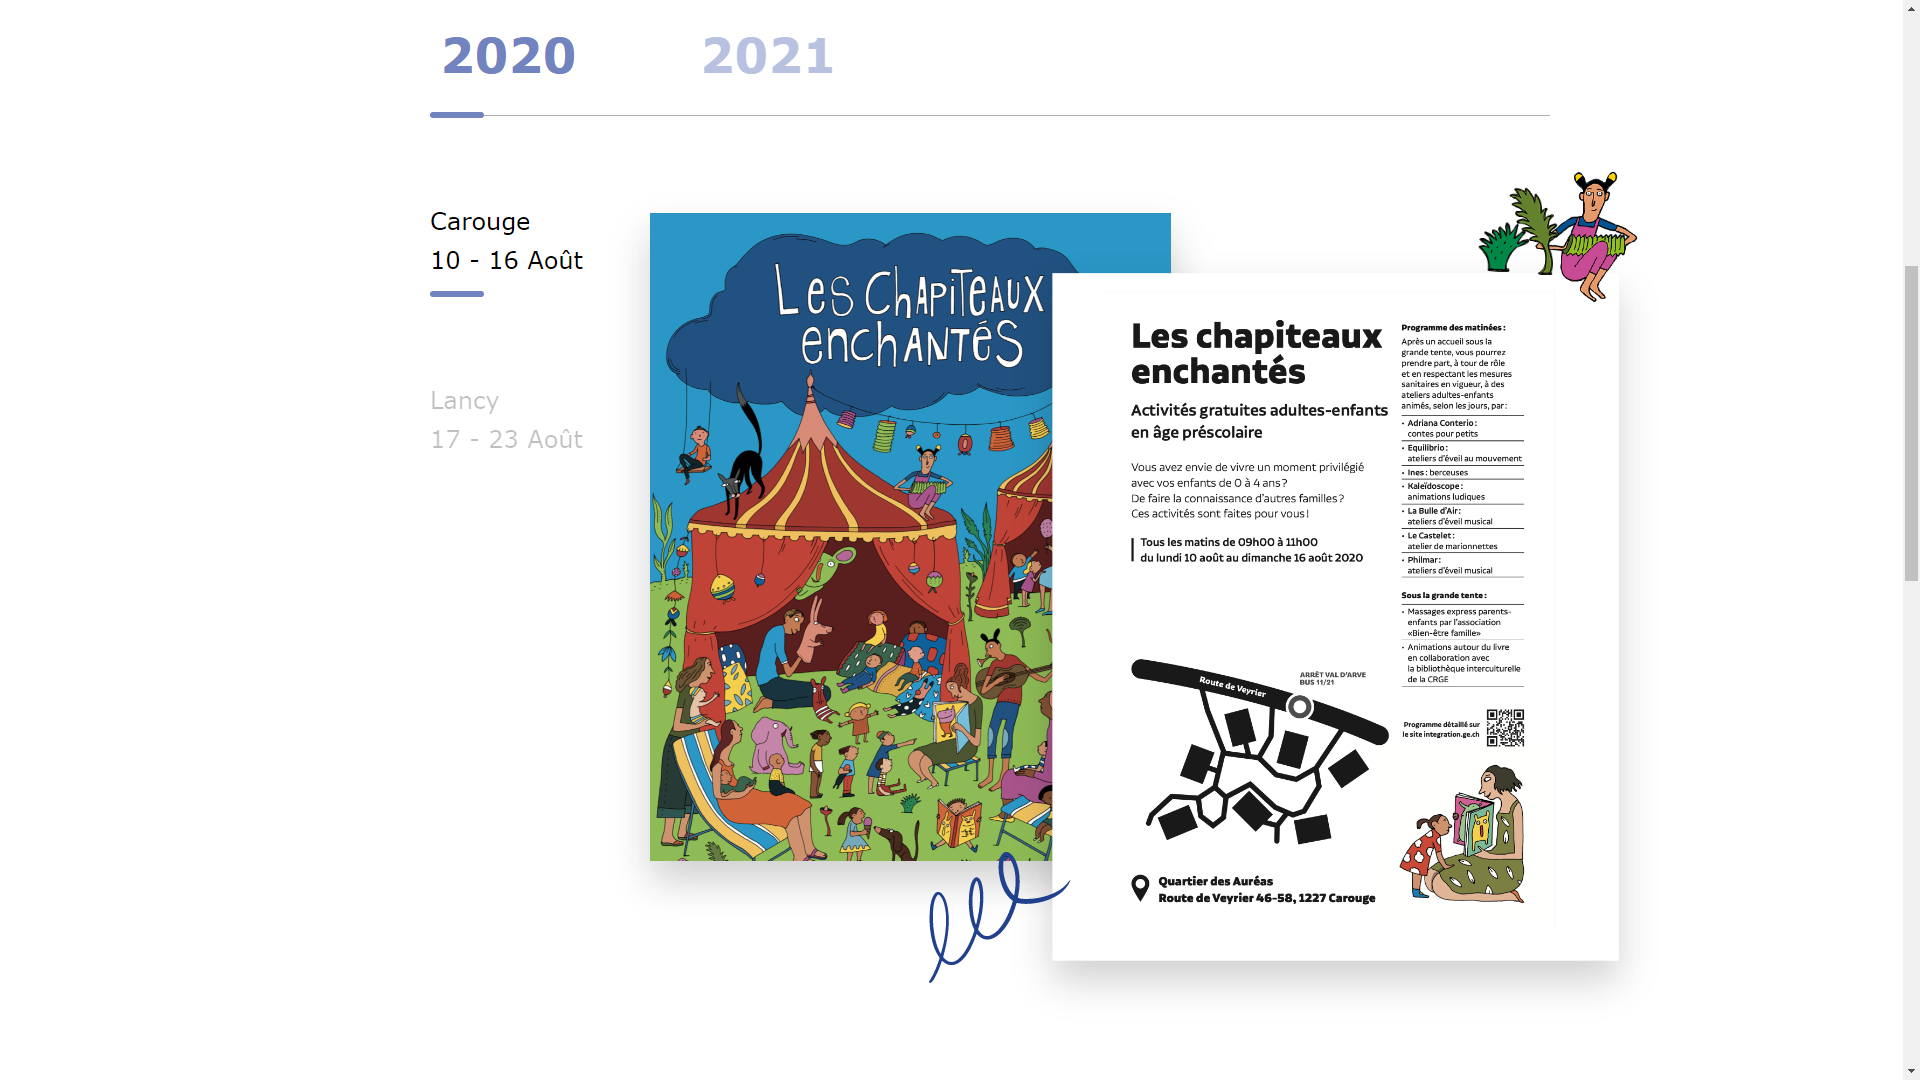 2020
2021
Carouge
10 - 16 Août
Lancy
17 - 23 Août
Les Chapiteaux
enchantés
Les chapiteaux
enchantés
Activités gratuites adultes-enfants
en âge préscolaire
Vous avez envie de vivre un moment privilégié
avec vos enfants de 0 à 4 ans?
De faire la connaissance d'autres familles?
Ces activités sont faites pour vous!
Tous les matins de 09h00 à 11h00
du lundi 10 août au dimanche 16 août 2020
Route de Veyrier
ARRÊT VAL D'ARVE
BUS 11/21
Quartier des Auréas
Route de Veyrier 46-58, 1227 Carouge
Programme des matinées :
Après un accueil sous la
grande tente, vous pourrez
prendre part, à tour de rôle
et en respectant les mesures
sanitaires en vigueur, à des
ateliers adultes-enfants
animés, selon les jours, par :
• Adriana Conterio :
contes pour petits
• Equilibrio :
ateliers d'éveil au mouvement
• Ines : berceuses
• Kaleïdoscope :
animations ludiques
• La Bulle d'Air :
ateliers d'éveil musical
• Le Castelet :
atelier de marionnettes
• Philmar :
ateliers d'éveil musical
Sous la grande tente :
• Massages express parents-
enfants par l'association
«Bien-être famille»
• Animations autour du livre
en collaboration avec
la bibliothèque interculturelle
de la CRGE
Programme détaillé sur
le site integration.ge.ch